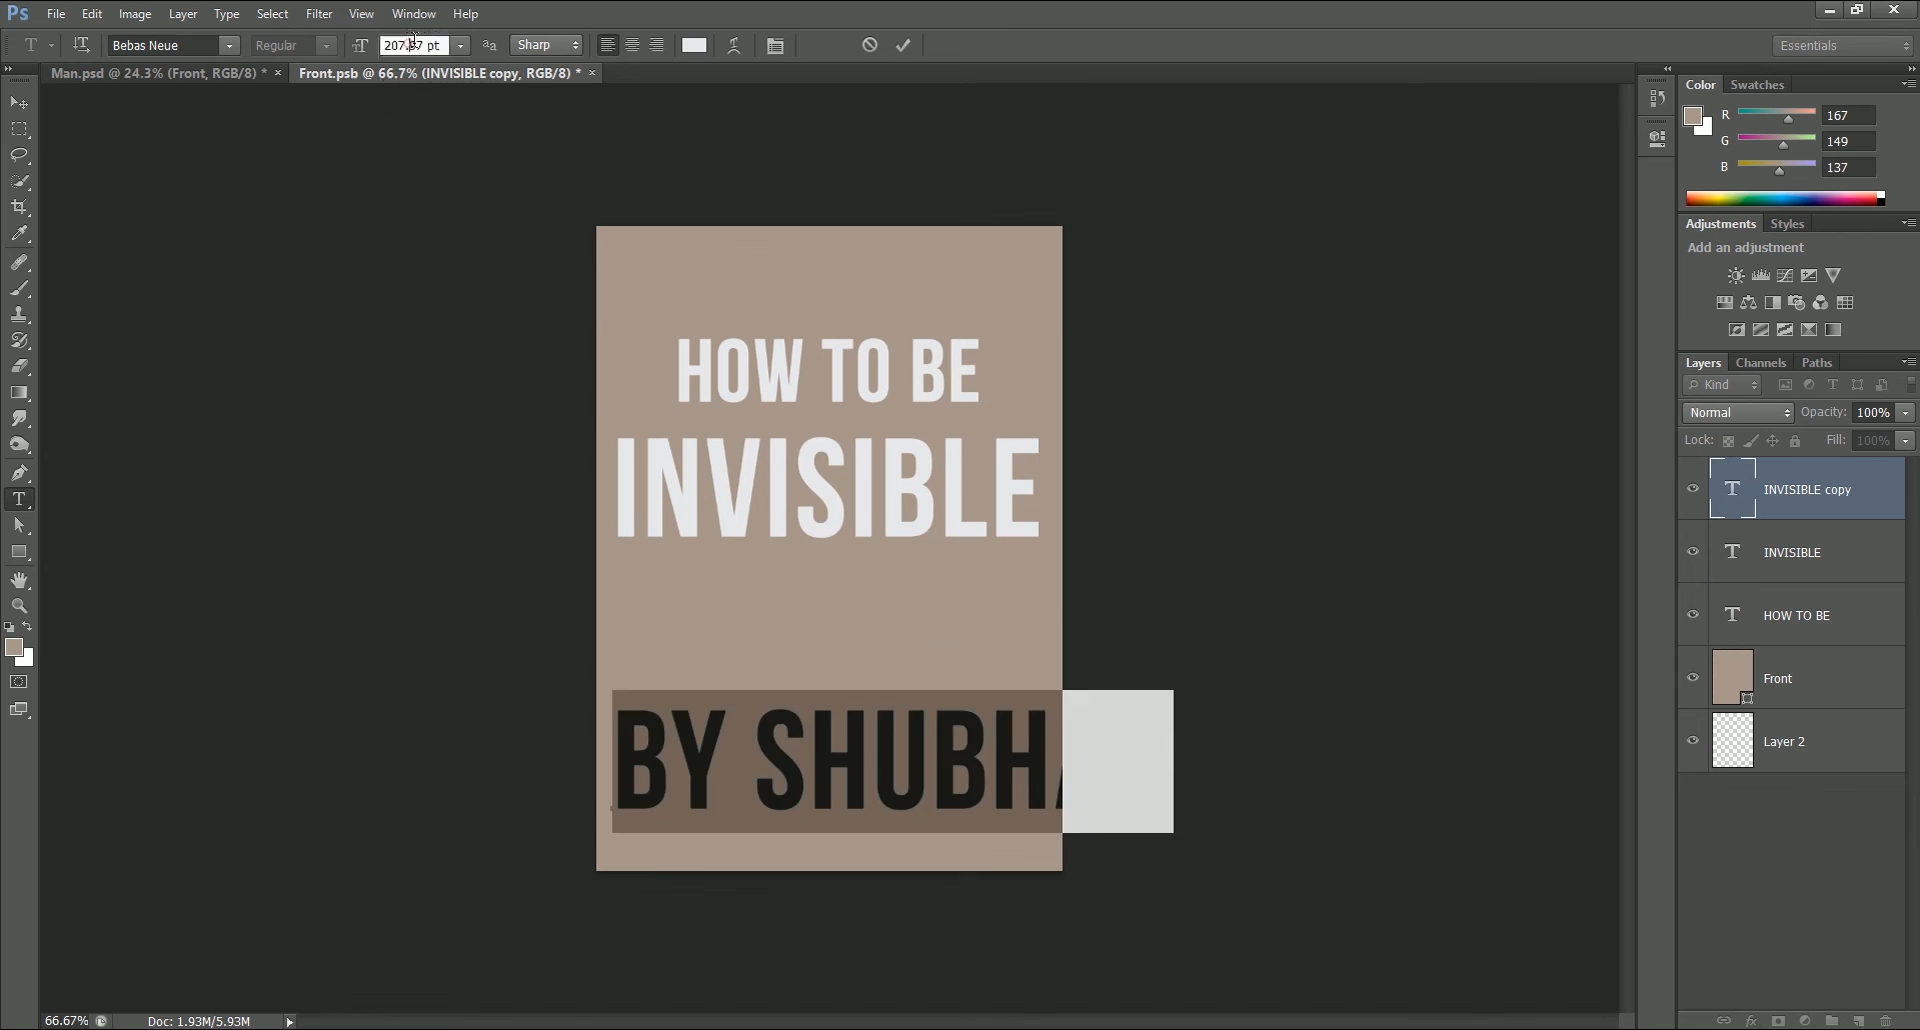 Ps File Edit Image Layer Type Select Filter View Window Help
Bebas Neue Regular pt aa Sharp Essentials
Man.psd @ 24.3% (Front, RGB/8) * × Front.psb @ 66.7% (INVISIBLE copy, RGB/8) * ×
Color Swatches
R 167
G 149
B 137
Adjustments Styles
Add an adjustment
HOW TO BE
INVISIBLE
BY SHUBH
Layers Channels Paths
Kind
Normal Opacity: 100%
Lock: Fill: 100%
INVISIBLE copy
INVISIBLE
HOW TO BE
Front
Layer 2
66.67% Doc: 1.93M/5.93M